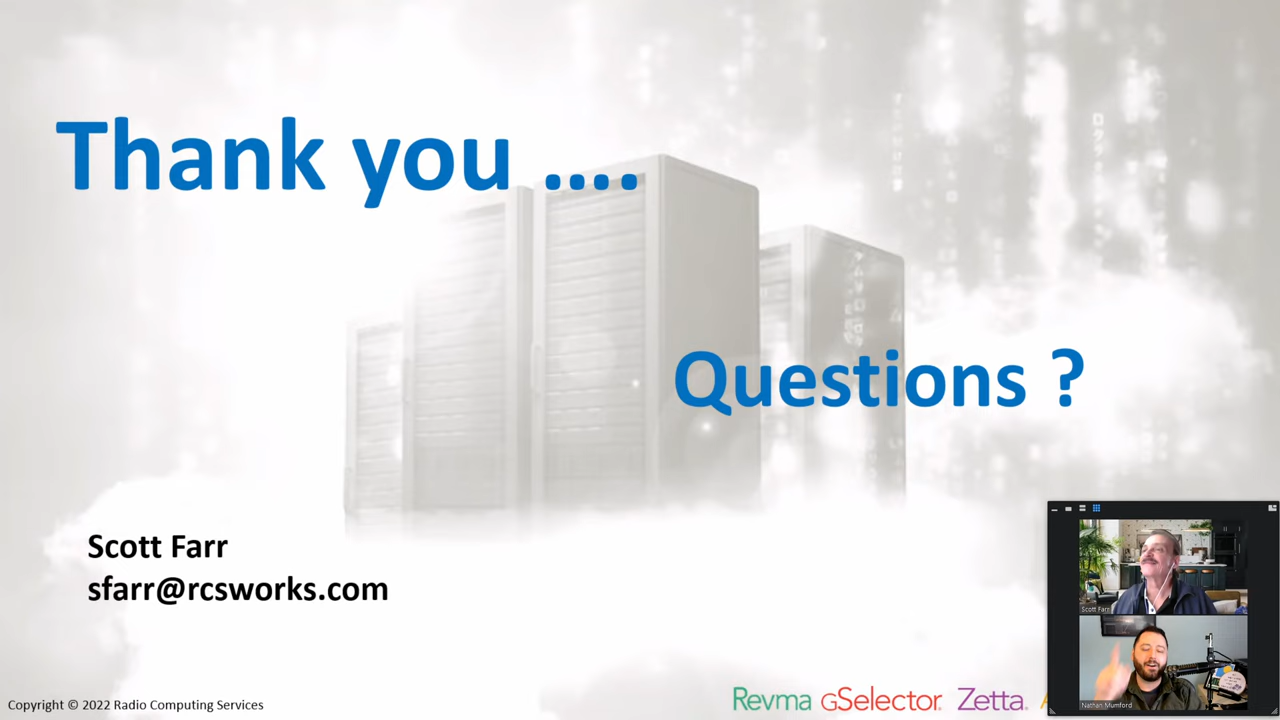 Thank you ....
Questions ?
Scott Farr
sfarr@rcsworks.com
Copyright © 2022 Radio Computing Services
Revma GSelector® Zetta®
Scott Farr
Nathan Mumford